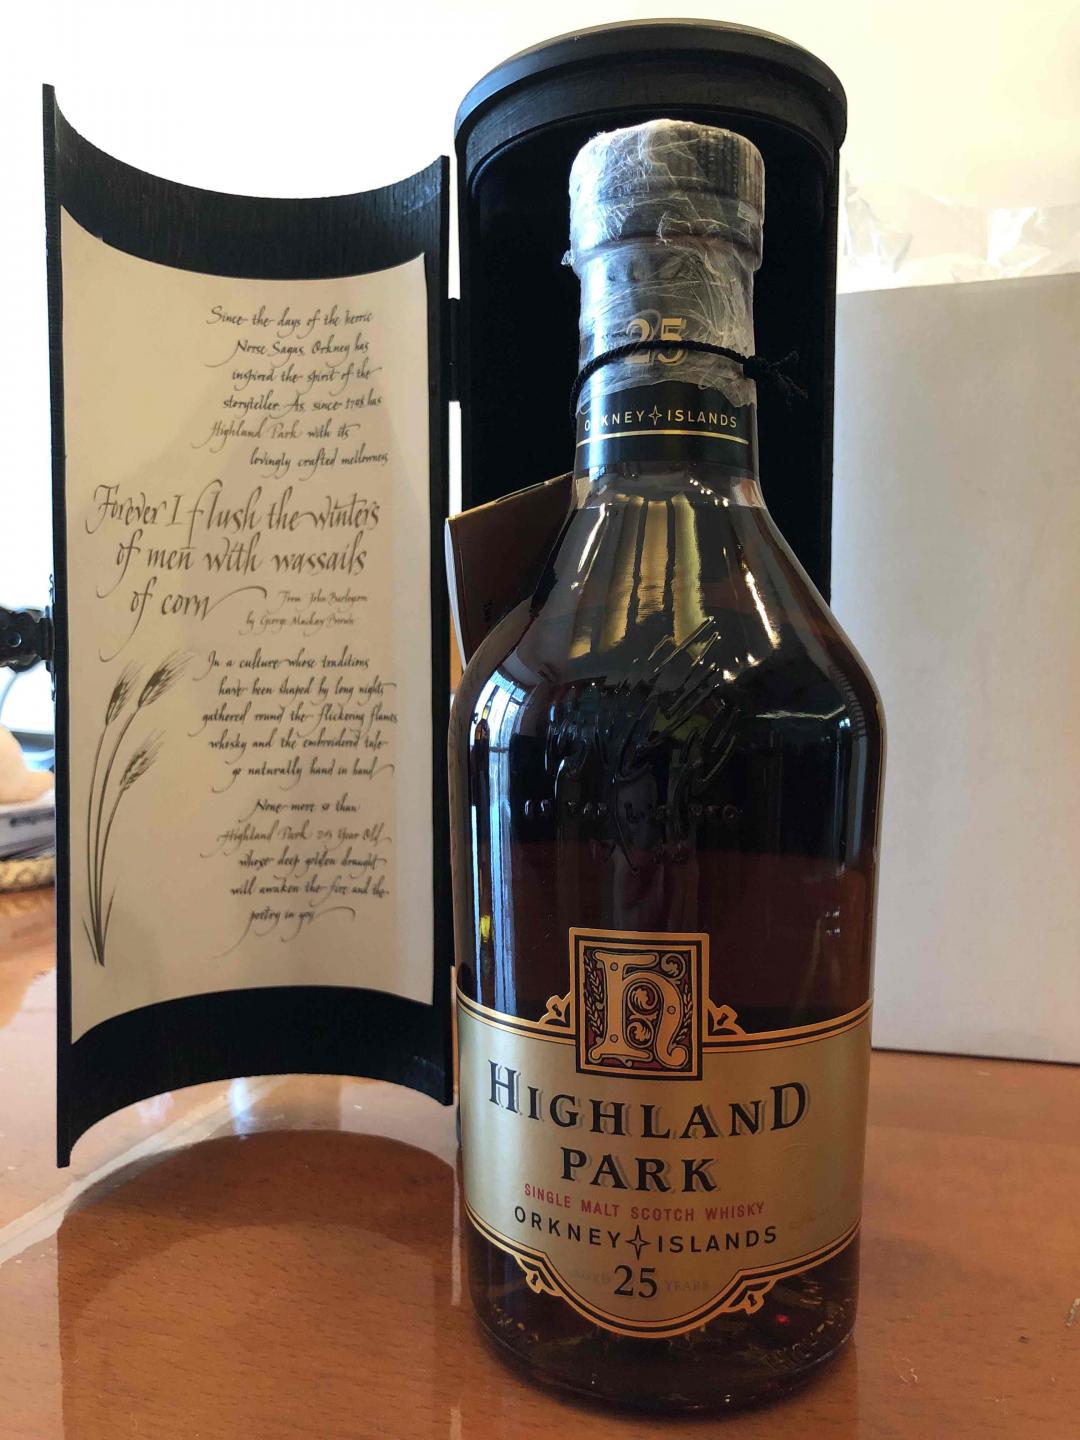 Since the days of the heroic
Norse Sagas, Orkney has
inspired the spirit of the
storyteller. As, since 1798 has
Highland Park with its
lovingly crafted mellowness
Forever I flush the winters
of men with wassails
of corn
From John Barleycorn
by George Mackay Brown
In a culture whose traditions
have been shaped by long nights
gathered round the flickering flames
whisky and the embroidered tale
go naturally hand in hand
None more so than
Highland Park 25 Year Old
whose deep golden draught
will awaken the fire and the
poetry in you
25
ORKNEY ISLANDS
H
HIGHLAND
PARK
SINGLE MALT SCOTCH WHISKY
ORKNEY ISLANDS
AGED 25 YEARS